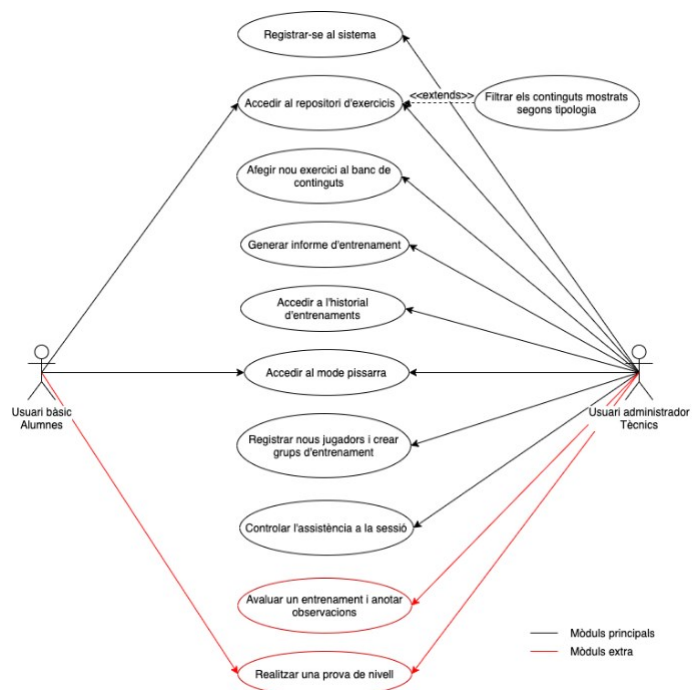 Registrar-se al sistema
Accedir al repositori d'exercicis
<<extends>>
Filtrar els continguts mostrats
segons tipologia
Afegir nou exercici al banc de
continguts
Generar informe d'entrenament
Accedir a l'historial
d'entrenaments
Accedir al mode pissarra
Usuari bàsic
Alumnes
Usuari administrador
Tècnics
Registrar nous jugadors i crear
grups d'entrenament
Controlar l'assistència a la sessió
Avaluar un entrenament i anotar
observacions
Realitzar una prova de nivell
Mòduls principals
Mòduls extra